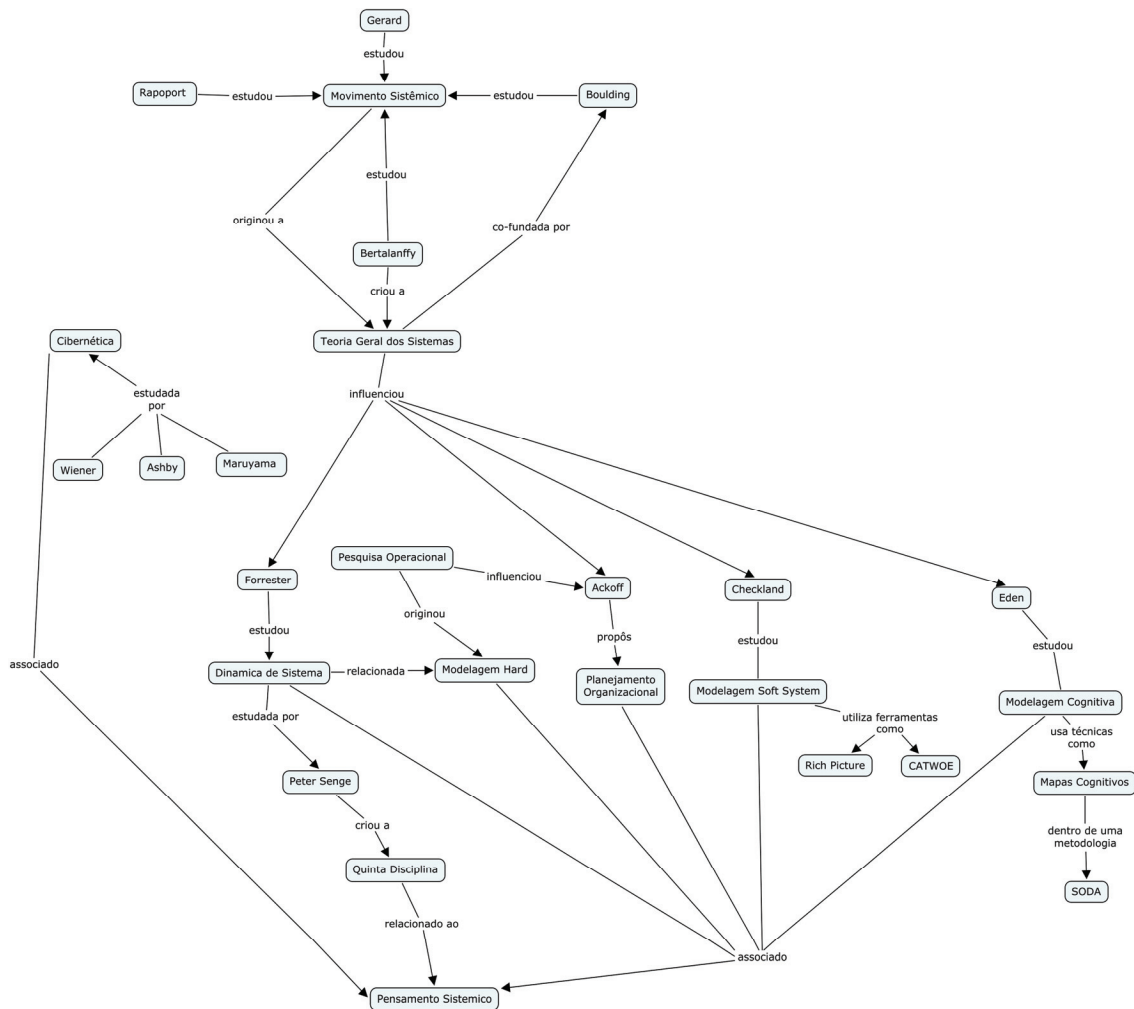 Gerard
estudou
Rapoport
estudou
Movimento Sistêmico
estudou
Boulding
estudou
originou a
co-fundada por
Bertalanffy
criou a
Cibernética
Teoria Geral dos Sistemas
estudada
por
influenciou
Wiener
Ashby
Maruyama
Pesquisa Operacional
influenciou
Forrester
Ackoff
Checkland
Eden
originou
estudou
propôs
estudou
estudou
associado
Dinamica de Sistema
relacionada
Modelagem Hard
Planejamento
Organizacional
Modelagem Soft System
Modelagem Cognitiva
estudada por
utiliza ferramentas
como
usa técnicas
como
Peter Senge
Rich Picture
CATWOE
Mapas Cognitivos
criou a
dentro de uma
metodologia
Quinta Disciplina
SODA
relacionado ao
associado
Pensamento Sistemico